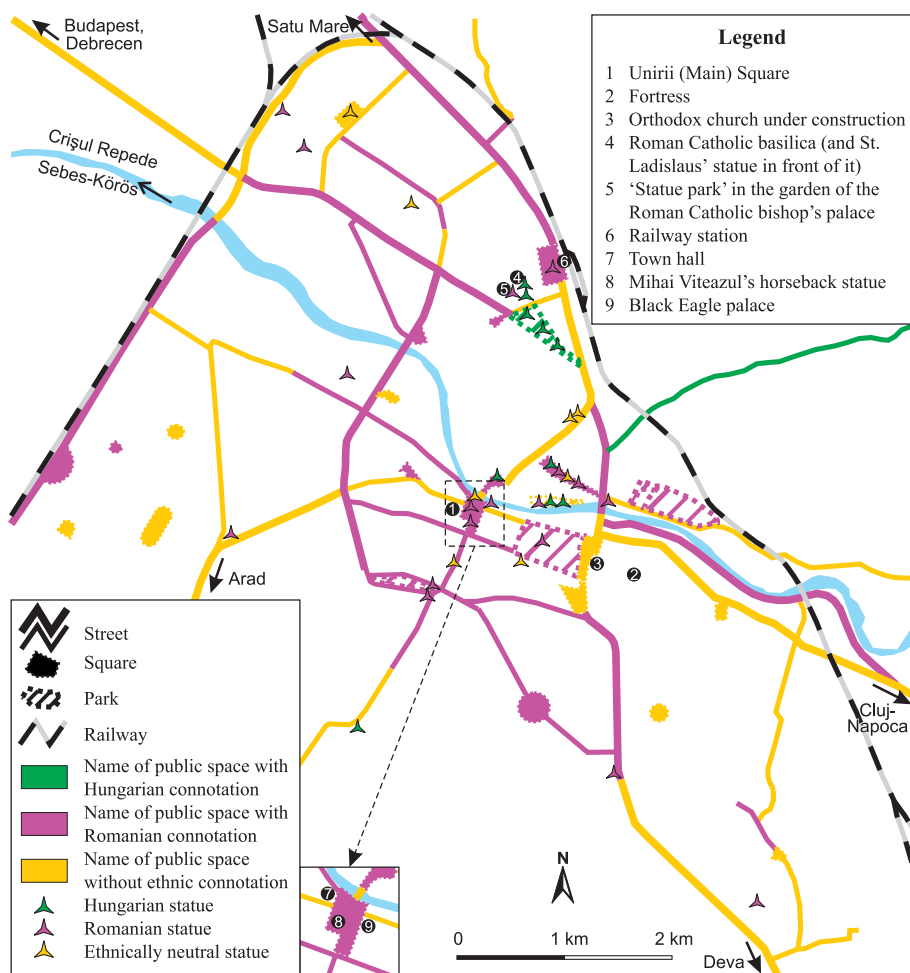 Budapest,
Debrecen
Satu Mare
Crişul Repede
Sebes-Körös
Legend
1 Unirii (Main) Square
2 Fortress
3 Orthodox church under construction
4 Roman Catholic basilica (and St.
Ladislaus’ statue in front of it)
5 ‘Statue park’ in the garden of the
Roman Catholic bishop’s palace
6 Railway station
7 Town hall
8 Mihai Viteazul’s horseback statue
9 Black Eagle palace
6
4
5
1
3
2
Arad
Cluj-
Napoca
Street
Square
Park
Railway
Name of public space with
Hungarian connotation
Name of public space with
Romanian connotation
Name of public space
without ethnic connotation
Hungarian statue
Romanian statue
Ethnically neutral statue
7
8
9
N
0 1 km 2 km
Deva